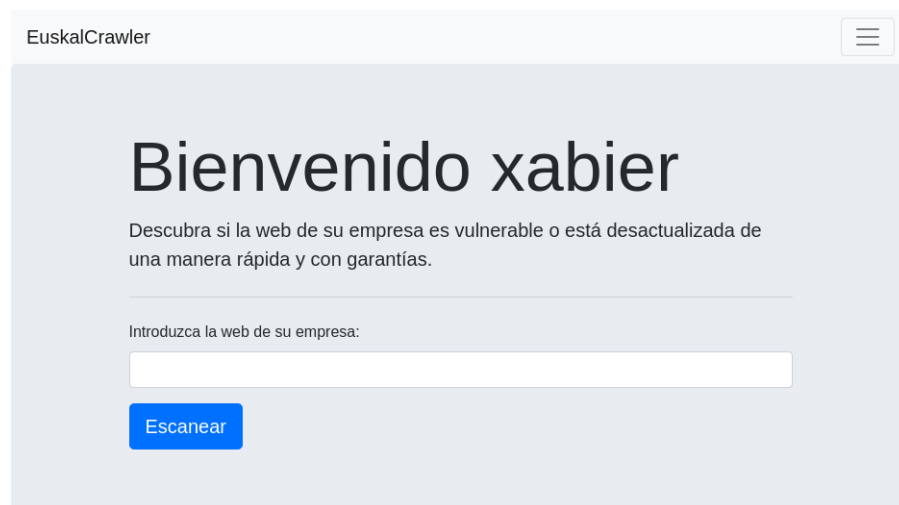 EuskalCrawler
Bienvenido xabier
Descubra si la web de su empresa es vulnerable o está desactualizada de
una manera rápida y con garantías.
Introduzca la web de su empresa:
Escanear